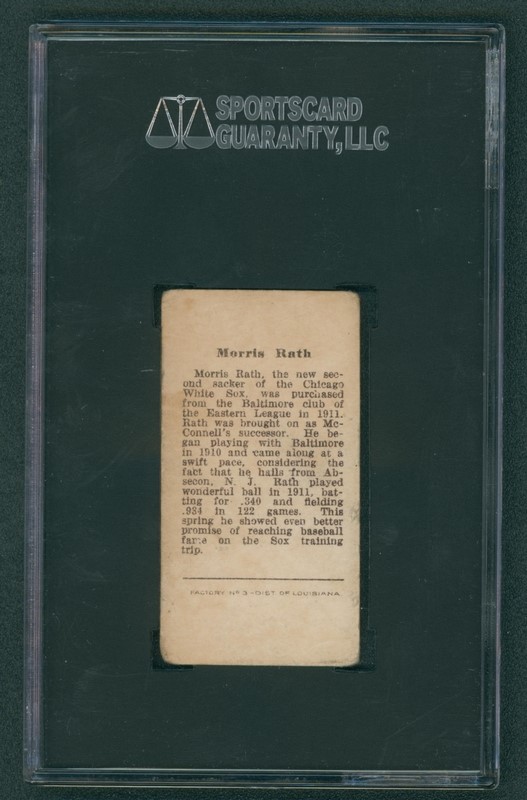 SPORTSCARD
GUARANTY, LLC
Morris Rath
Morris Rath, the new sec-
ond sacker of the Chicago
White Sox, was purchased
from the Baltimore club of
the Eastern League in 1911.
Rath was brought on as Mc-
Connell's successor. He be-
gan playing with Baltimore
in 1910 and came along at a
swift pace, considering the
fact that he hails from Ab-
secon, N. J. Rath played
wonderful ball in 1911, bat-
ting for .340 and fielding
.934 in 122 games. This
spring he showed even better
promise of reaching baseball
fame on the Sox training
trip.
FACTORY Nº 3-DIST. OF LOUISIANA